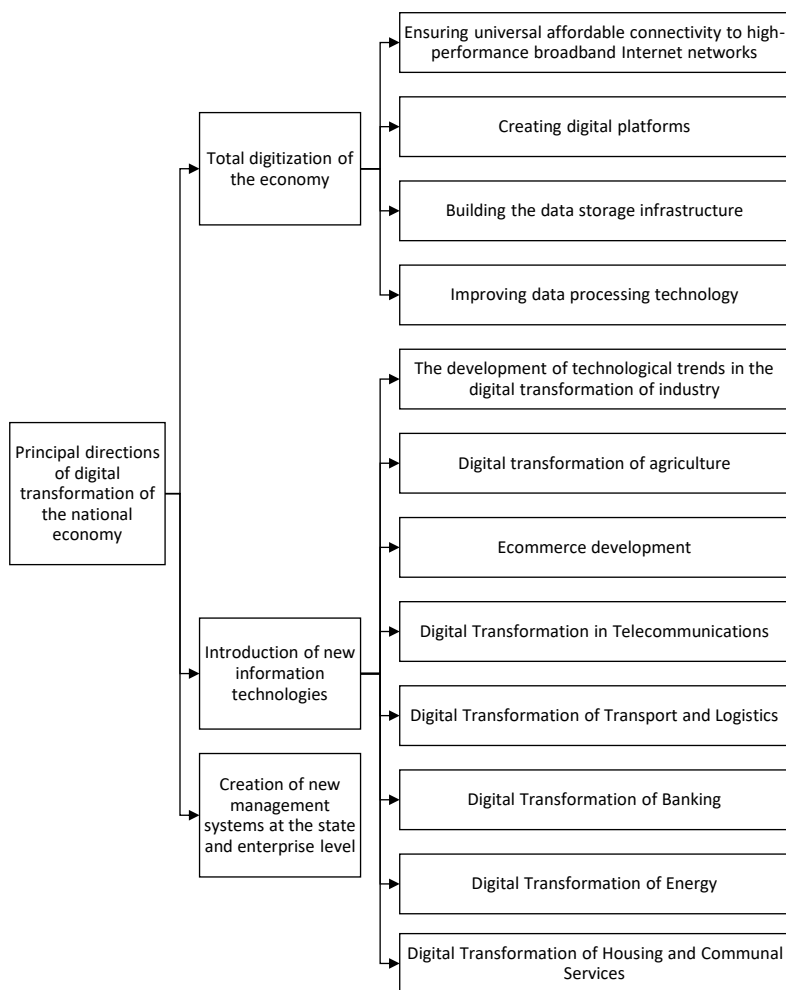 Ensuring universal affordable connectivity to high-
performance broadband Internet networks
Total digitization of
the economy
Creating digital platforms
Building the data storage infrastructure
Improving data processing technology
The development of technological trends in the
digital transformation of industry
Principal directions
of digital
transformation of
the national
economy
Digital transformation of agriculture
Ecommerce development
Introduction of new
information
technologies
Digital Transformation in Telecommunications
Digital Transformation of Transport and Logistics
Creation of new
management
systems at the state
and enterprise level
Digital Transformation of Banking
Digital Transformation of Energy
Digital Transformation of Housing and Communal
Services